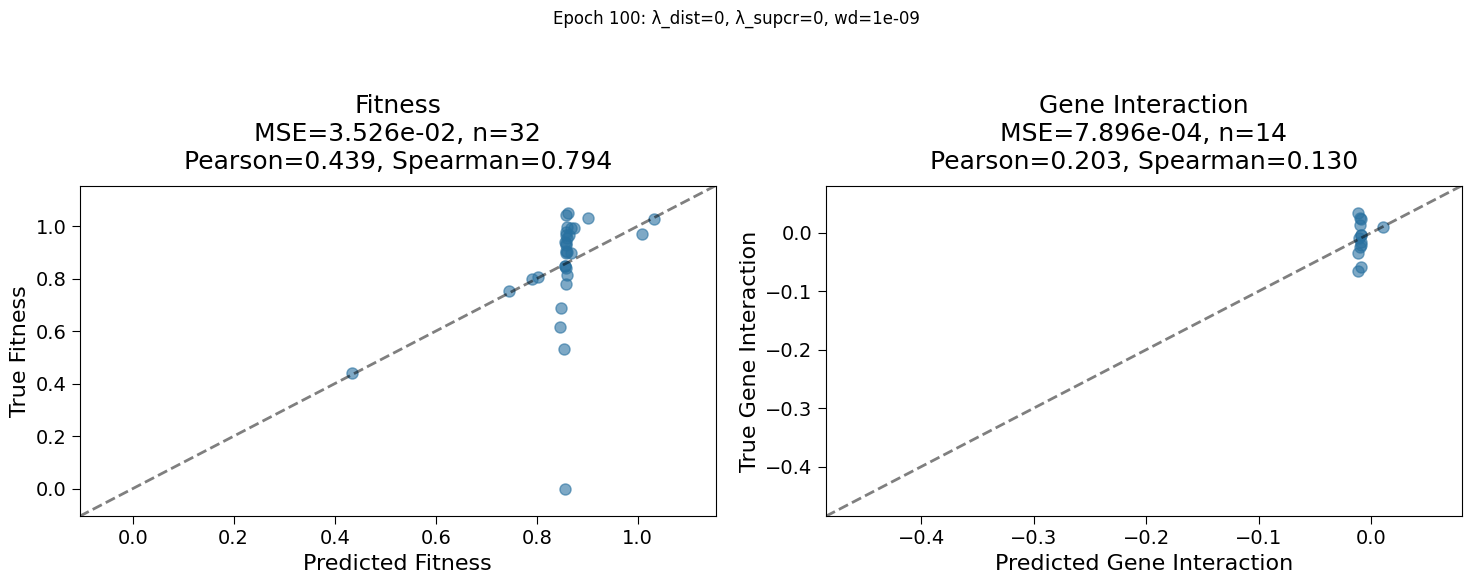 Epoch 100: λ_dist=0, λ_supcr=0, wd=1e-09
Fitness
MSE=3.526e-02, n=32
Pearson=0.439, Spearman=0.794
True Fitness
1.0
0.8
0.6
0.4
0.2
0.0
0.0 0.2 0.4 0.6 0.8 1.0
Predicted Fitness
Gene Interaction
MSE=7.896e-04, n=14
Pearson=0.203, Spearman=0.130
True Gene Interaction
0.0
−0.1
−0.2
−0.3
−0.4
−0.4 −0.3 −0.2 −0.1 0.0
Predicted Gene Interaction